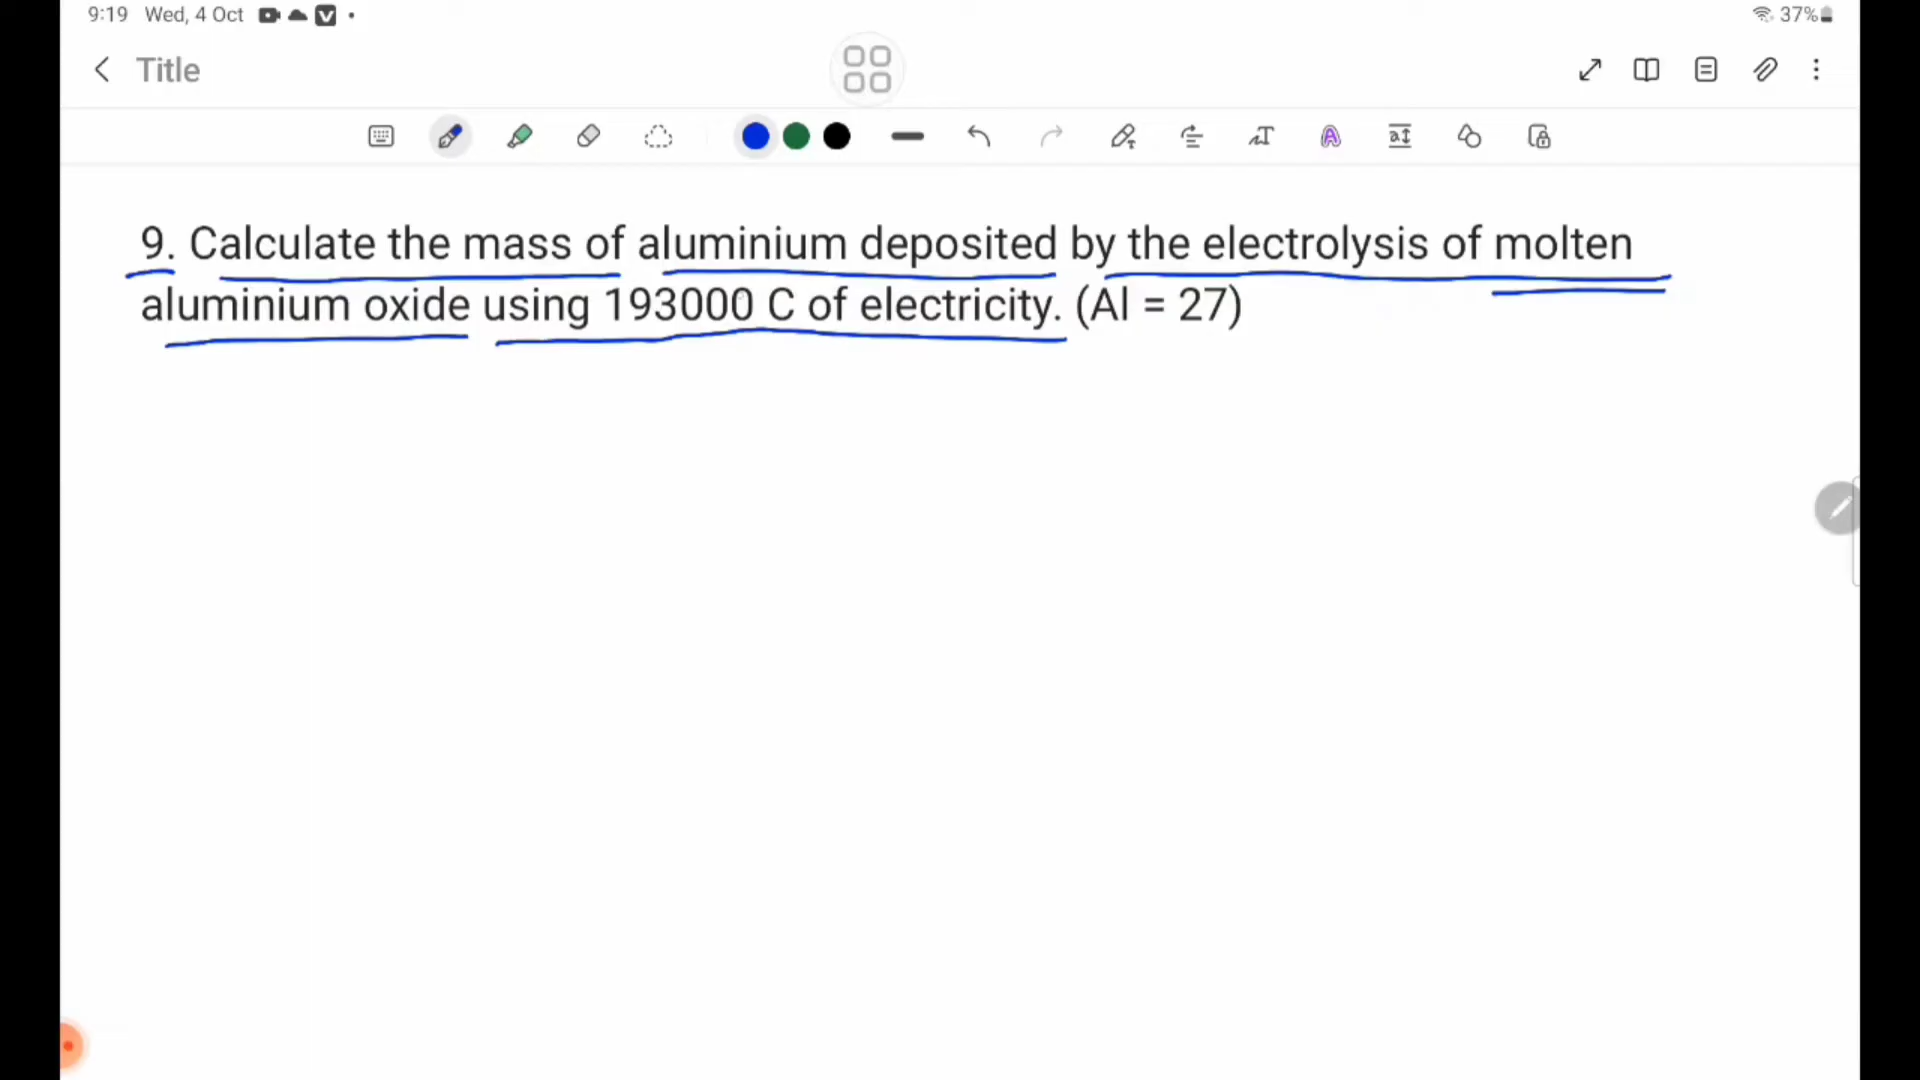 9:19 Wed, 4 Oct V 37%
Title
9. Calculate the mass of aluminium deposited by the electrolysis of molten
aluminium oxide using 193000 C of electricity. (Al = 27)